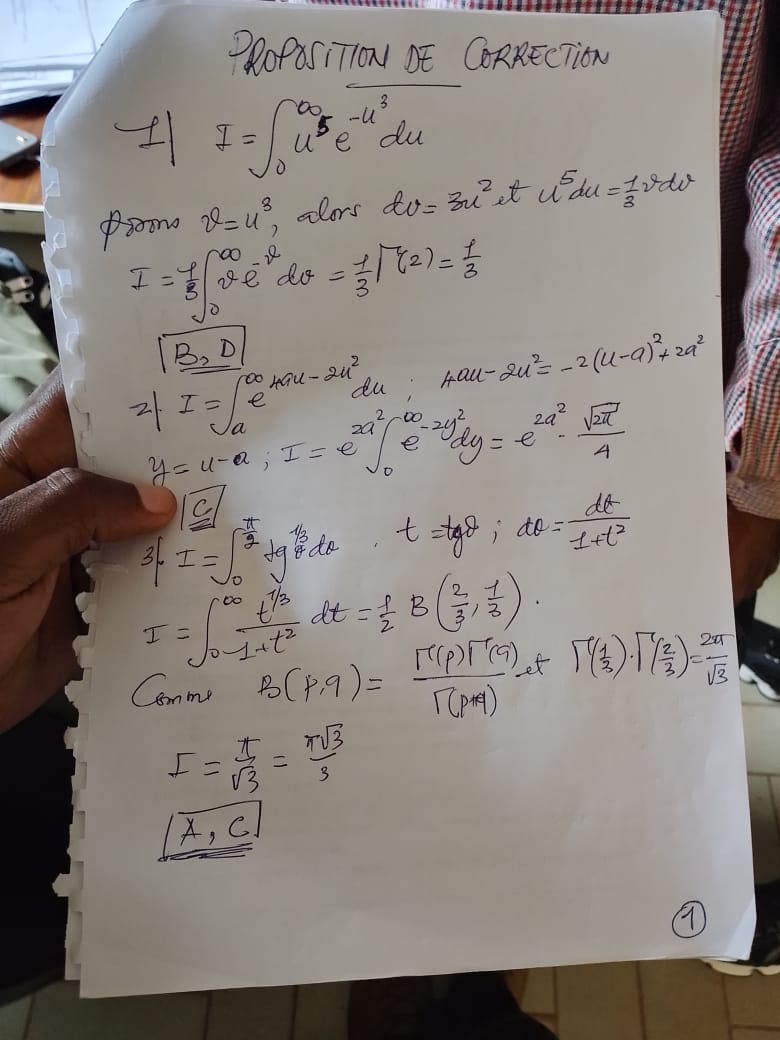 PROPOSITION DE CORRECTION
1| I = ∫₀^∞ u⁵ e^{-u³} du
posons v = u³, alors dv = 3u² et u⁵du = 1/3 v dv
I = 1/3 ∫₀^∞ v e^{-v} dv = 1/3 Γ(2) = 1/3
B, D
2| I = ∫ₐ^∞ e^{4au - 2u²} du ; 4au - 2u² = -2(u-a)² + 2a²
y = u - a ; I = e^{2a²} ∫₀^∞ e^{-2y²} dy = e^{2a²} · √(2π)/4
C
3| I = ∫₀^{π/2} tg^{1/3}θ dθ . t = tgθ ; dθ = dt/(1+t²)
I = ∫₀^∞ t^{1/3}/(1+t²) dt = 1/2 B(2/3, 1/3).
Comme B(p,q) = Γ(p)Γ(q)/Γ(p+q) et Γ(1/3)·Γ(2/3) = 2π/√3
I = π/√3 = π√3/3
A, C
1